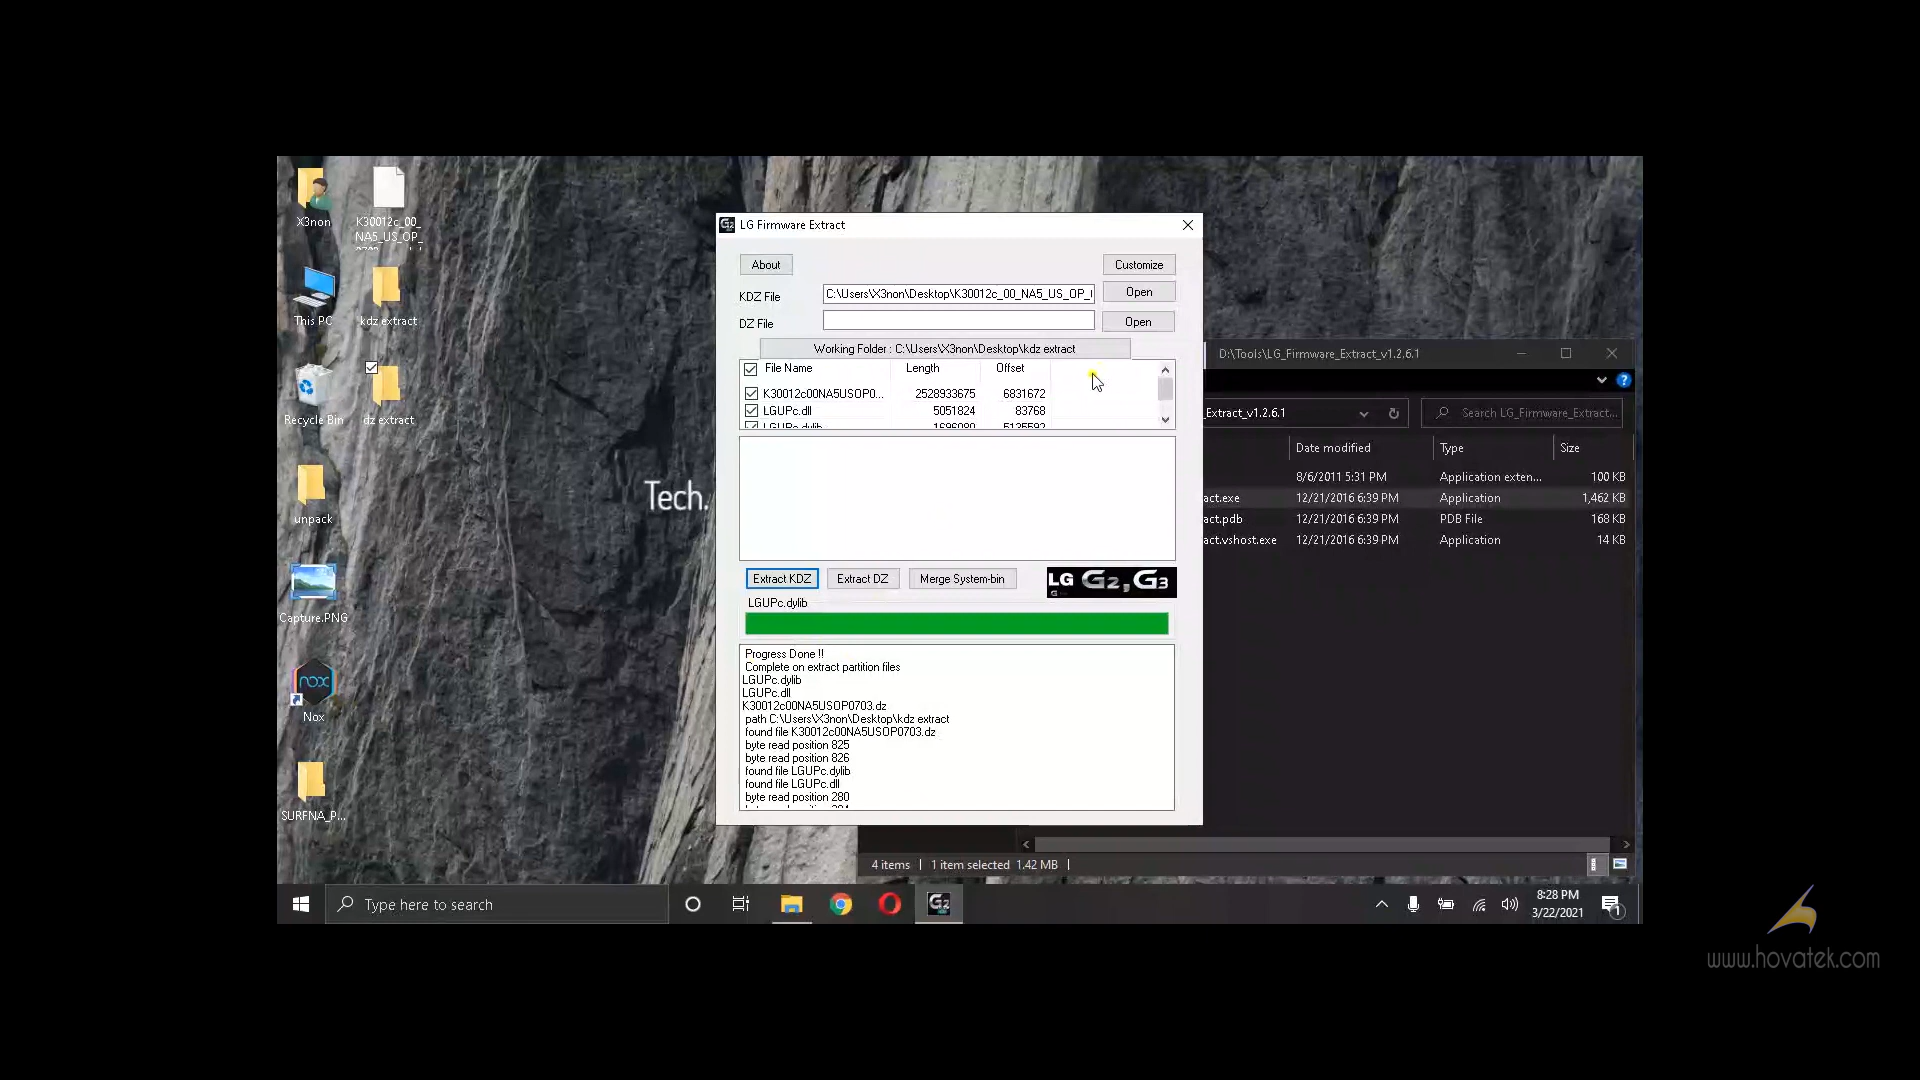 X3non
K30012c_00_
NA5_US_OP_
This PC
kdz extract
Recycle Bin
dz extract
unpack
Capture.PNG
nox
Nox
SURFNA_P...
Tech.
LG Firmware Extract
About
Customize
KDZ File
C:\Users\X3non\Desktop\K30012c_00_NA5_US_OP_
Open
DZ File
Open
Working Folder : C:\Users\X3non\Desktop\kdz extract
File Name Length Offset
K30012c00NA5USOP0... 2528933675 6831672
LGUPc.dll 5051824 83768
LGUPc.dylib 1696080 5135592
Extract KDZ
Extract DZ
Merge System-bin
LG G2,G3
LGUPc.dylib
Progress Done !!
Complete on extract partition files
LGUPc.dylib
LGUPc.dll
K30012c00NA5USOP0703.dz
path C:\Users\X3non\Desktop\kdz extract
found file K30012c00NA5USOP0703.dz
byte read position 825
byte read position 826
found file LGUPc.dylib
found file LGUPc.dll
byte read position 280
D:\Tools\LG_Firmware_Extract_v1.2.6.1
_Extract_v1.2.6.1
Search LG_Firmware_Extract...
Date modified Type Size
8/6/2011 5:31 PM Application exten... 100 KB
act.exe 12/21/2016 6:39 PM Application 1,462 KB
act.pdb 12/21/2016 6:39 PM PDB File 168 KB
act.vshost.exe 12/21/2016 6:39 PM Application 14 KB
4 items 1 item selected 1.42 MB
Type here to search
G2
8:28 PM
3/22/2021
1
www.hovatek.com